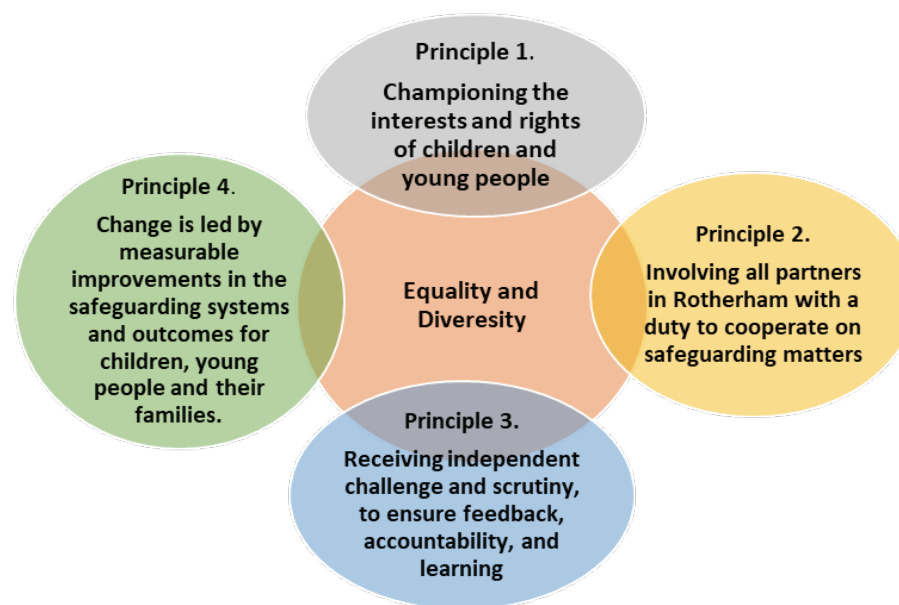 Principle 1.
Championing the
interests and rights
of children and
young people
Principle 4.
Change is led by
measurable
improvements in the
safeguarding systems
and outcomes for
children, young
people and their
families.
Equality and
Diveresity
Principle 2.
Involving all partners
in Rotherham with a
duty to cooperate on
safeguarding matters
Principle 3.
Receiving independent
challenge and scrutiny,
to ensure feedback,
accountability, and
learning